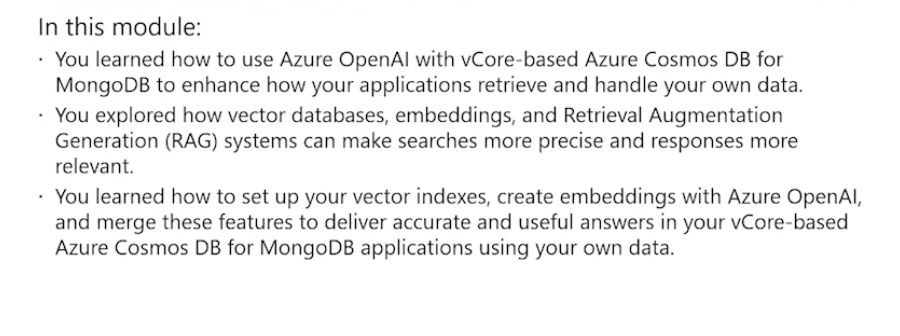 In this module:
· You learned how to use Azure OpenAI with vCore-based Azure Cosmos DB for
MongoDB to enhance how your applications retrieve and handle your own data.
· You explored how vector databases, embeddings, and Retrieval Augmentation
Generation (RAG) systems can make searches more precise and responses more
relevant.
· You learned how to set up your vector indexes, create embeddings with Azure OpenAI,
and merge these features to deliver accurate and useful answers in your vCore-based
Azure Cosmos DB for MongoDB applications using your own data.